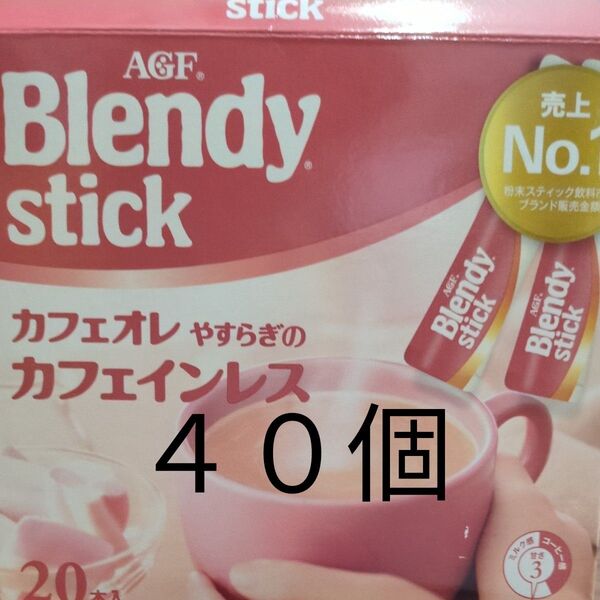 stick
AGF®
Blendy®
stick
売上
No.1
粉末スティック飲料
ブランド販売金額
AGF®
Blendy
stick
AGF®
Blendy
stick
カフェオレ やすらぎの
カフェインレス
40個
ミルク感 コーヒー感
甘さ
3
20本入